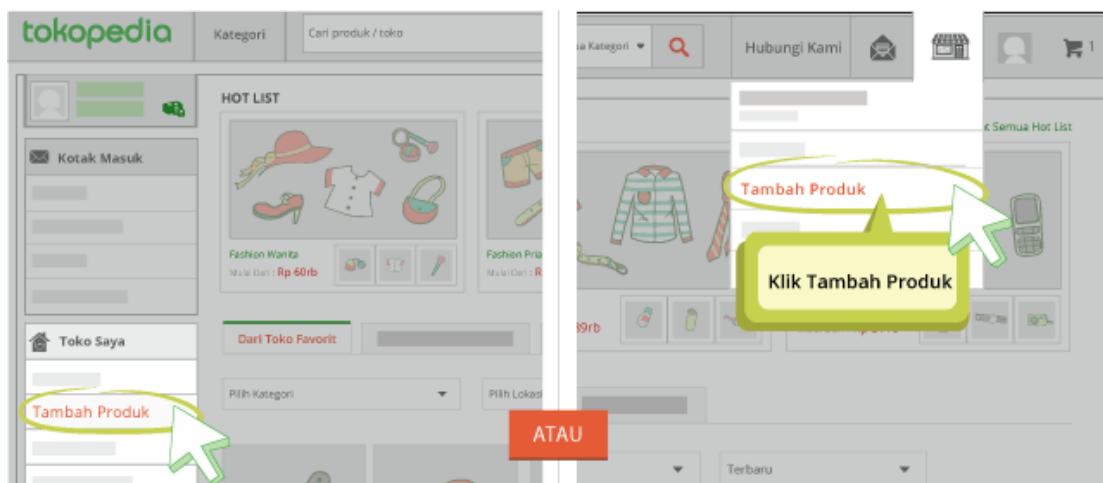 tokopedia
Kategori
Cari produk / toko
HOT LIST
Kotak Masuk
Fashion Wanita
Mulai Dari : Rp 60rb
Fashion Pria
Mulai Dari : R
Toko Saya
Dari Toko Favorit
Pilih Kategori
Pilih Lokasi
Tambah Produk
ATAU
Kategori
Hubungi Kami
1
Semua Hot List
Tambah Produk
Klik Tambah Produk
39rb
Terbaru